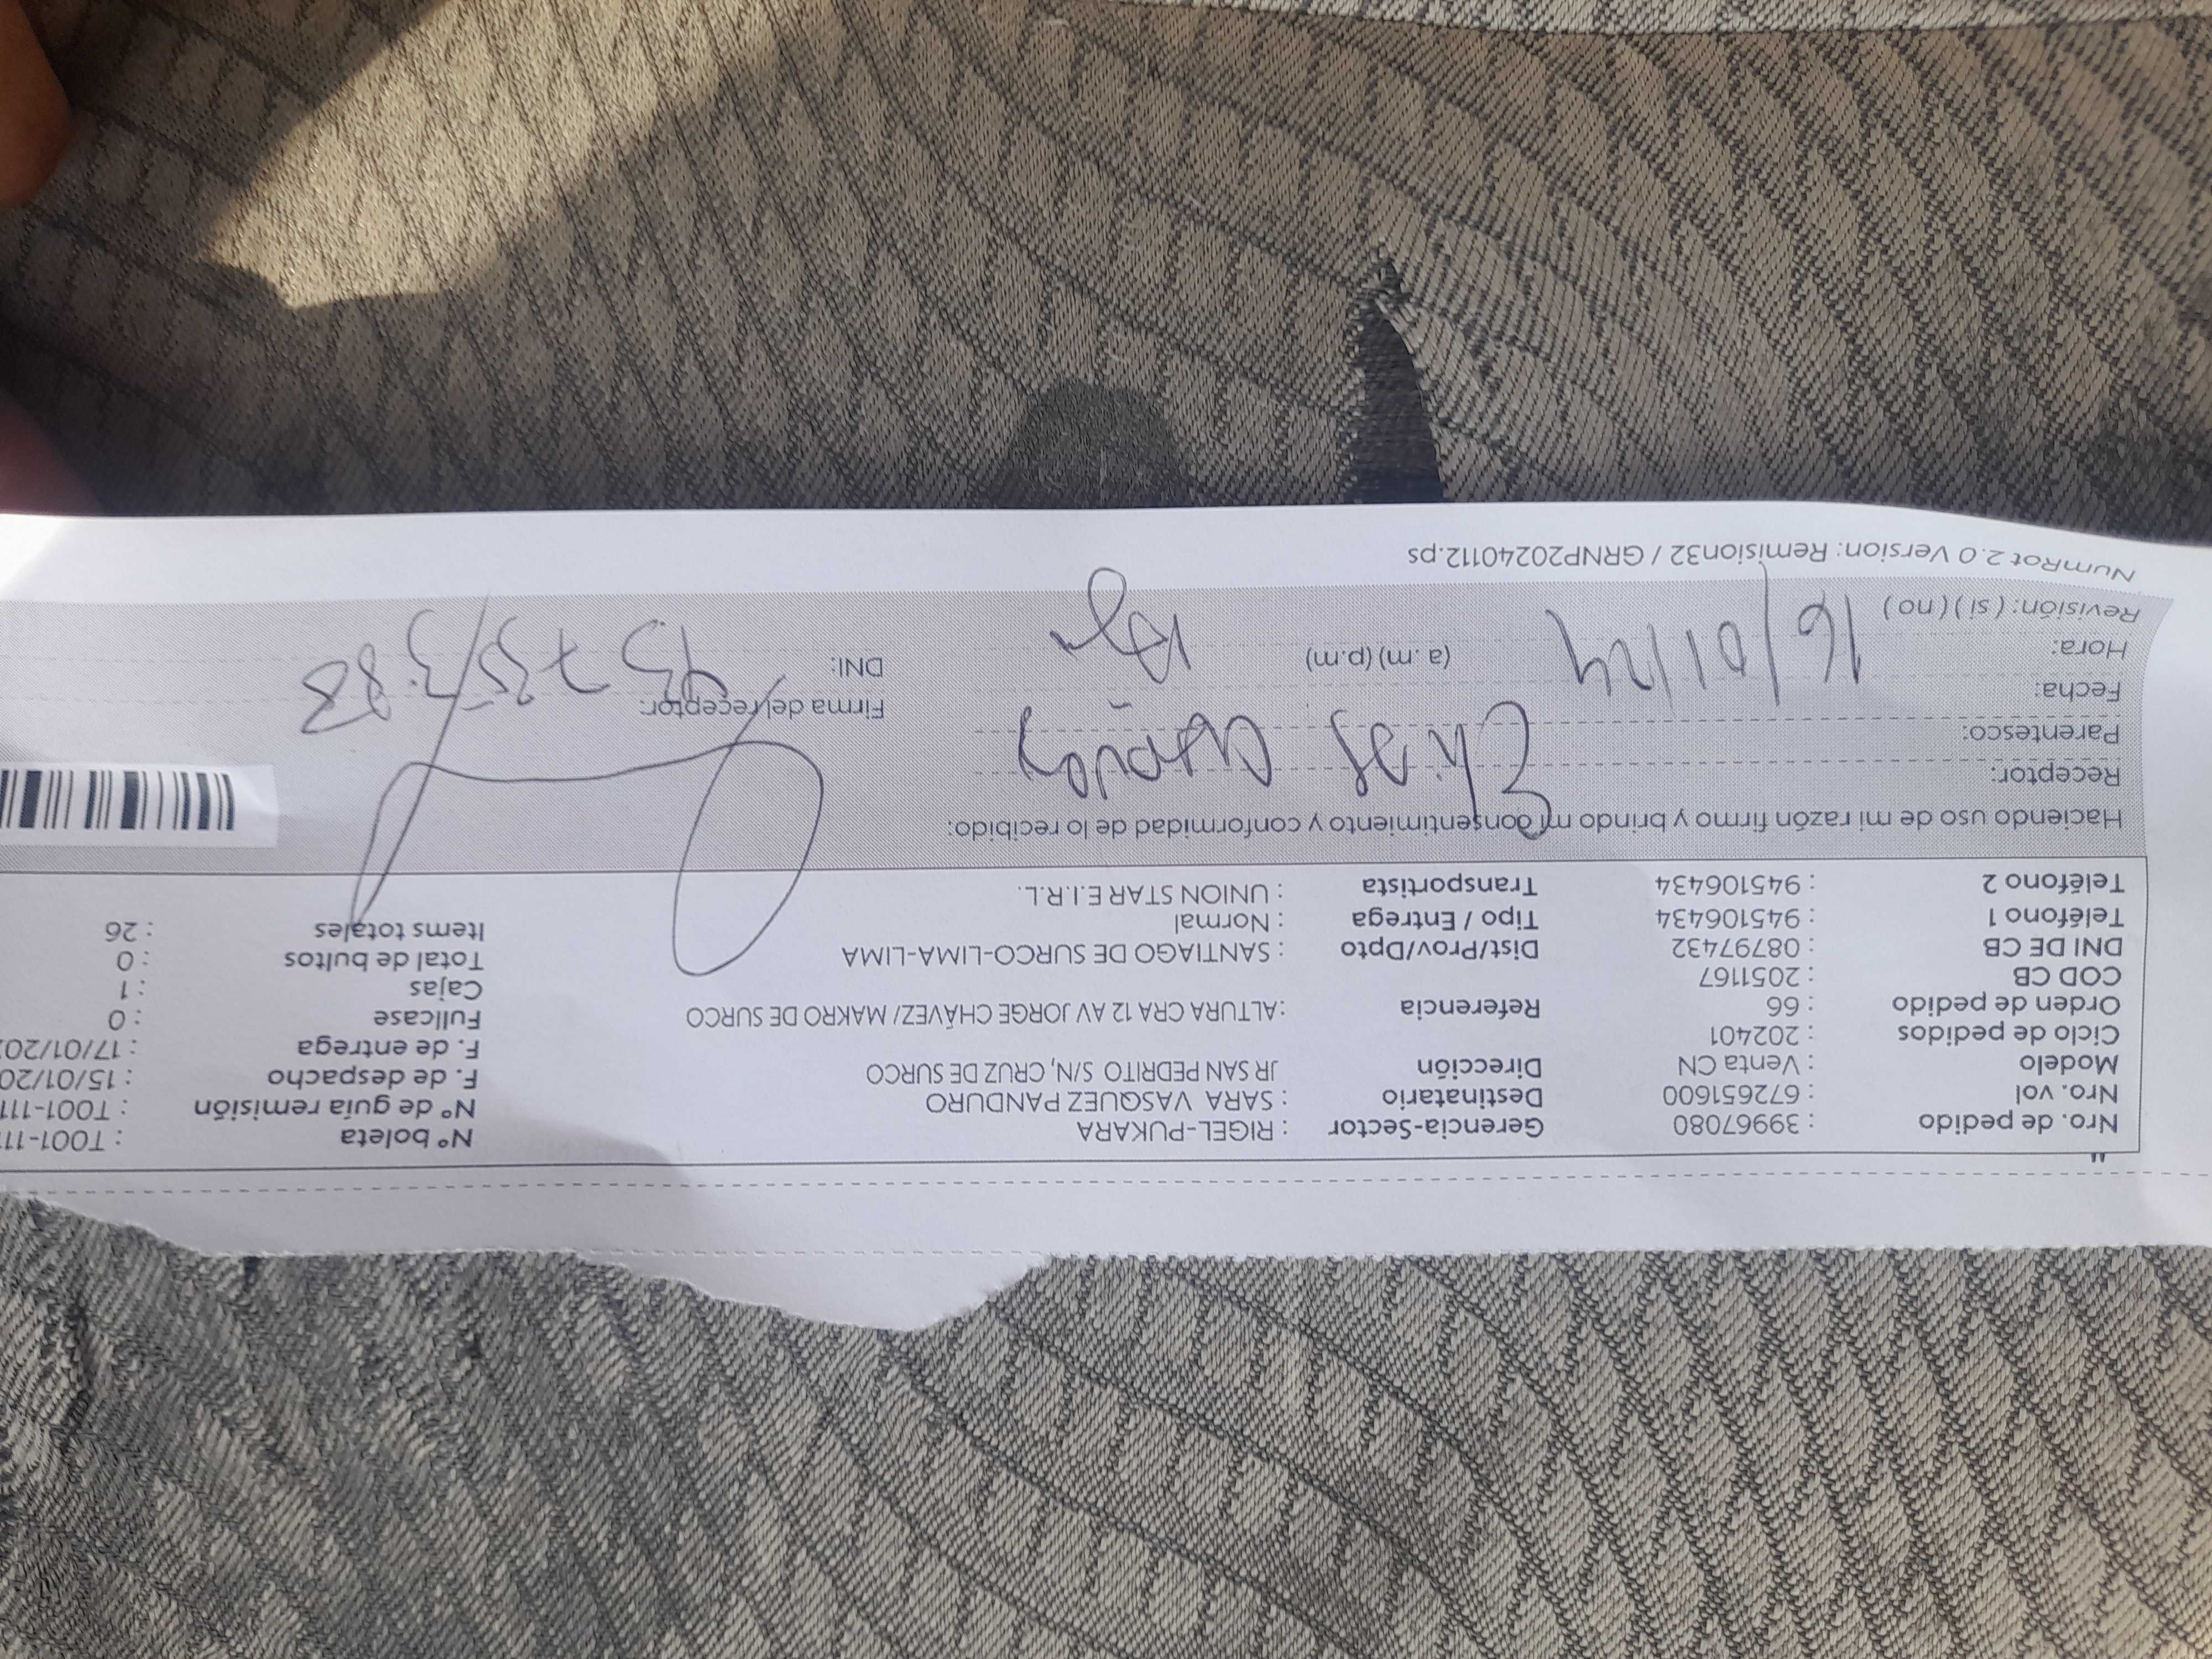 "
Nro. de pedido : 39967080 Gerencia-Sector : RIGEL-PUKARA N° boleta : T001-111
Nro. vol : 672651600 Destinatario : SARA VASQUEZ PANDURO N° de guía remisión : T001-111
Modelo : Venta CN Dirección JR SAN PEDRITO S/N, CRUZ DE SURCO F. de despacho : 15/01/20
Ciclo de pedidos : 202401 F. de entrega : 17/01/202
Orden de pedido : 66 Referencia :ALTURA CRA 12 AV JORGE CHÁVEZ/ MAKRO DE SURCO Fullcase : 0
COD CB : 2051167 Cajas : 1
DNI DE CB : 08797432 Dist/Prov/Dpto : SANTIAGO DE SURCO-LIMA-LIMA Total de bultos : 0
Teléfono 1 : 945106434 Tipo / Entrega : Normal Items totales : 26
Teléfono 2 : 945106434 Transportista : UNION STAR E.I.R.L.
Haciendo uso de mi razón firmo y brindo mi consentimiento y conformidad de lo recibido:
Receptor:
Parentesco:
Fecha: 16/01/24 Firma del receptor:
Hora: (a.m) (p.m) DNI:
Revisión: ( si ) ( no )
NumRot 2.0 Version: Remision32 / GRNP20240112.ps